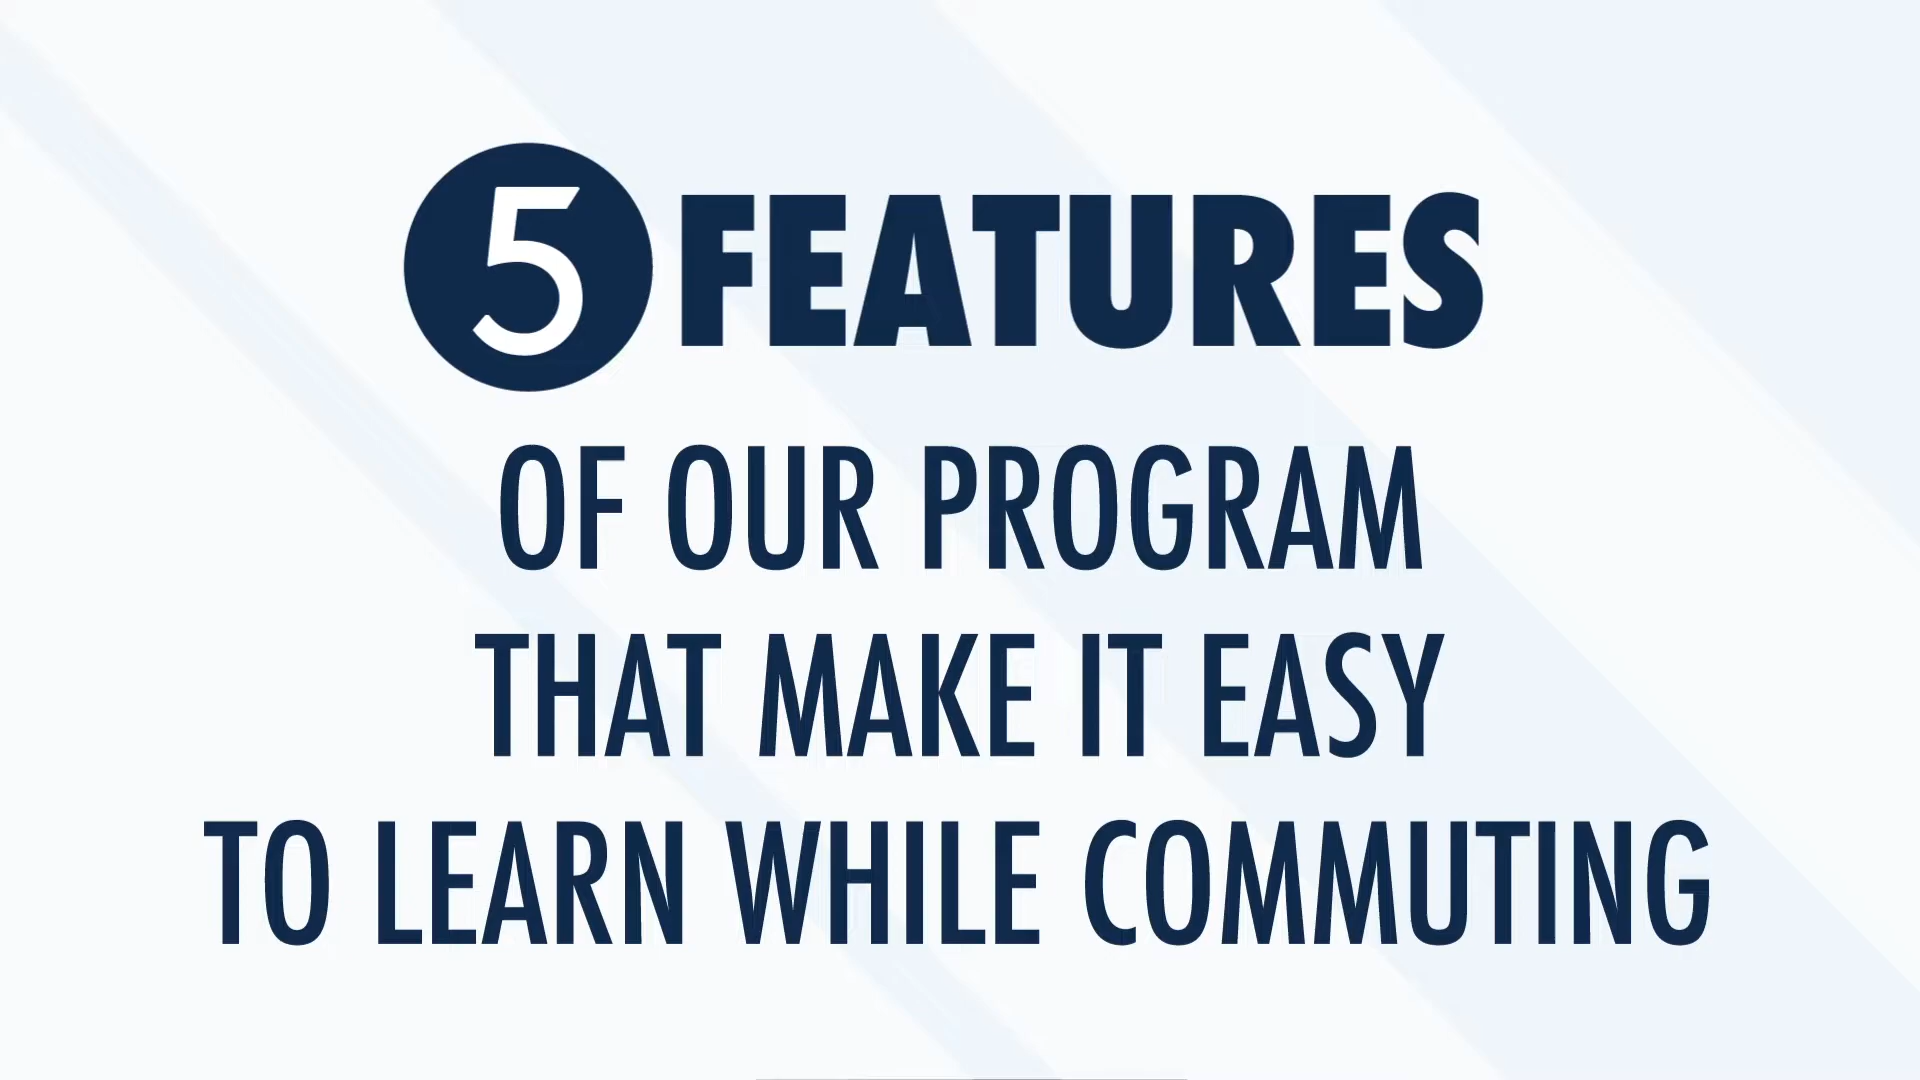 5 FEATURES
OF OUR PROGRAM
THAT MAKE IT EASY
TO LEARN WHILE COMMUTING